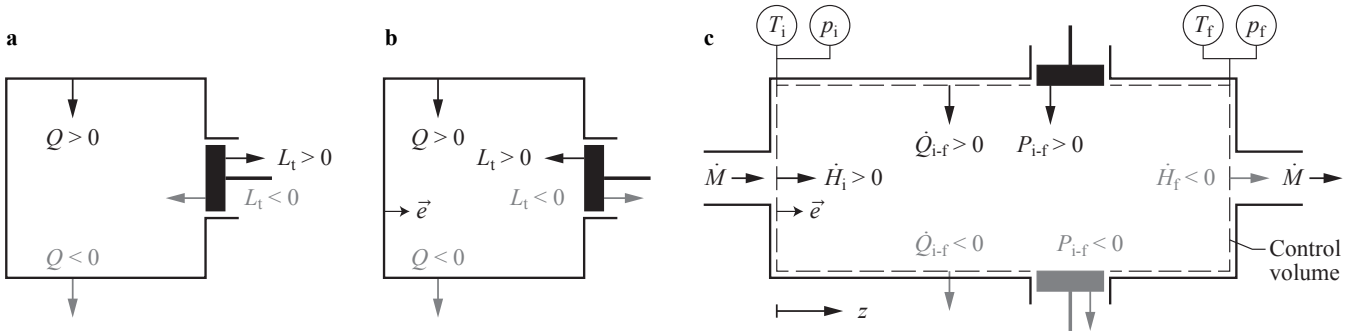 a
Q > 0
L_t > 0
L_t < 0
Q < 0
b
Q > 0
L_t > 0
L_t < 0
e⃗
Q < 0
c
T_i p_i
T_f p_f
Q̇_i-f > 0 P_i-f > 0
Ṁ Ḣ_i > 0 Ḣ_f < 0 Ṁ
e⃗
Q̇_i-f < 0 P_i-f < 0
Control
volume
z